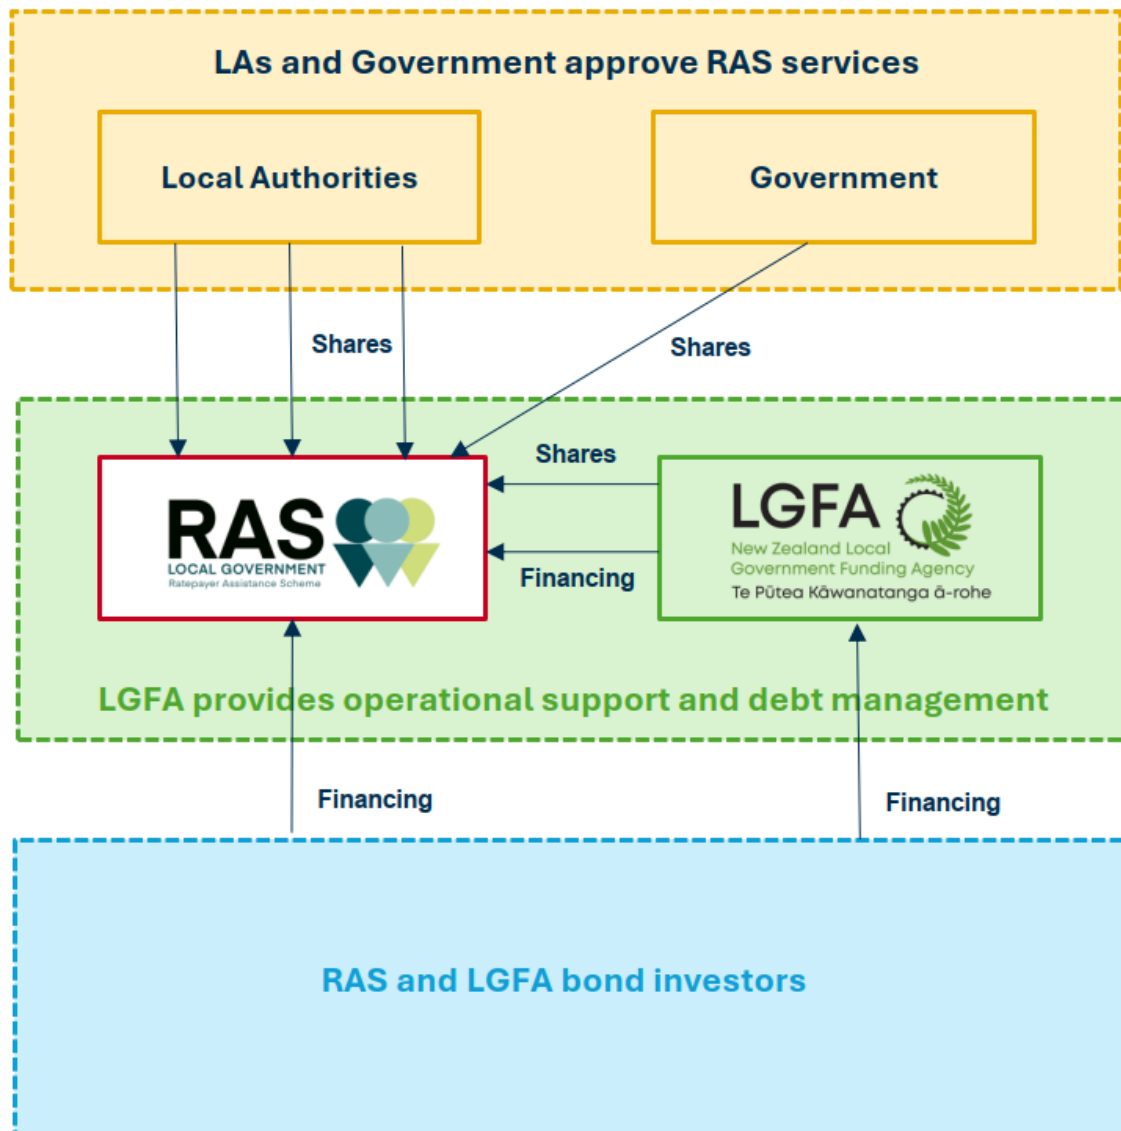 LAs and Government approve RAS services
Local Authorities
Government
Shares
Shares
Shares
RAS
LOCAL GOVERNMENT
Ratepayer Assistance Scheme
Financing
LGFA
New Zealand Local
Government Funding Agency
Te Pūtea Kāwanatanga ā-rohe
LGFA provides operational support and debt management
Financing
Financing
RAS and LGFA bond investors